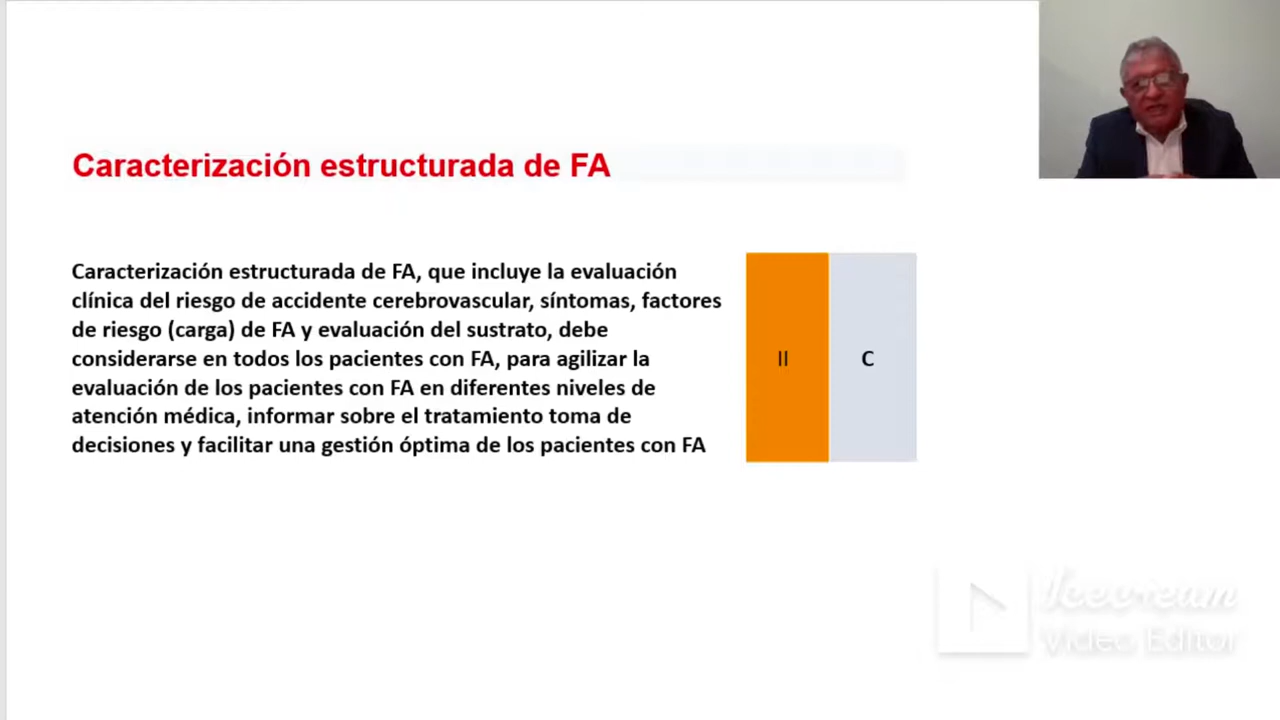 Caracterización estructurada de FA
Caracterización estructurada de FA, que incluye la evaluación
clínica del riesgo de accidente cerebrovascular, síntomas, factores
de riesgo (carga) de FA y evaluación del sustrato, debe
considerarse en todos los pacientes con FA, para agilizar la
evaluación de los pacientes con FA en diferentes niveles de
atención médica, informar sobre el tratamiento toma de
decisiones y facilitar una gestión óptima de los pacientes con FA
II
C
Icecream
Video Editor